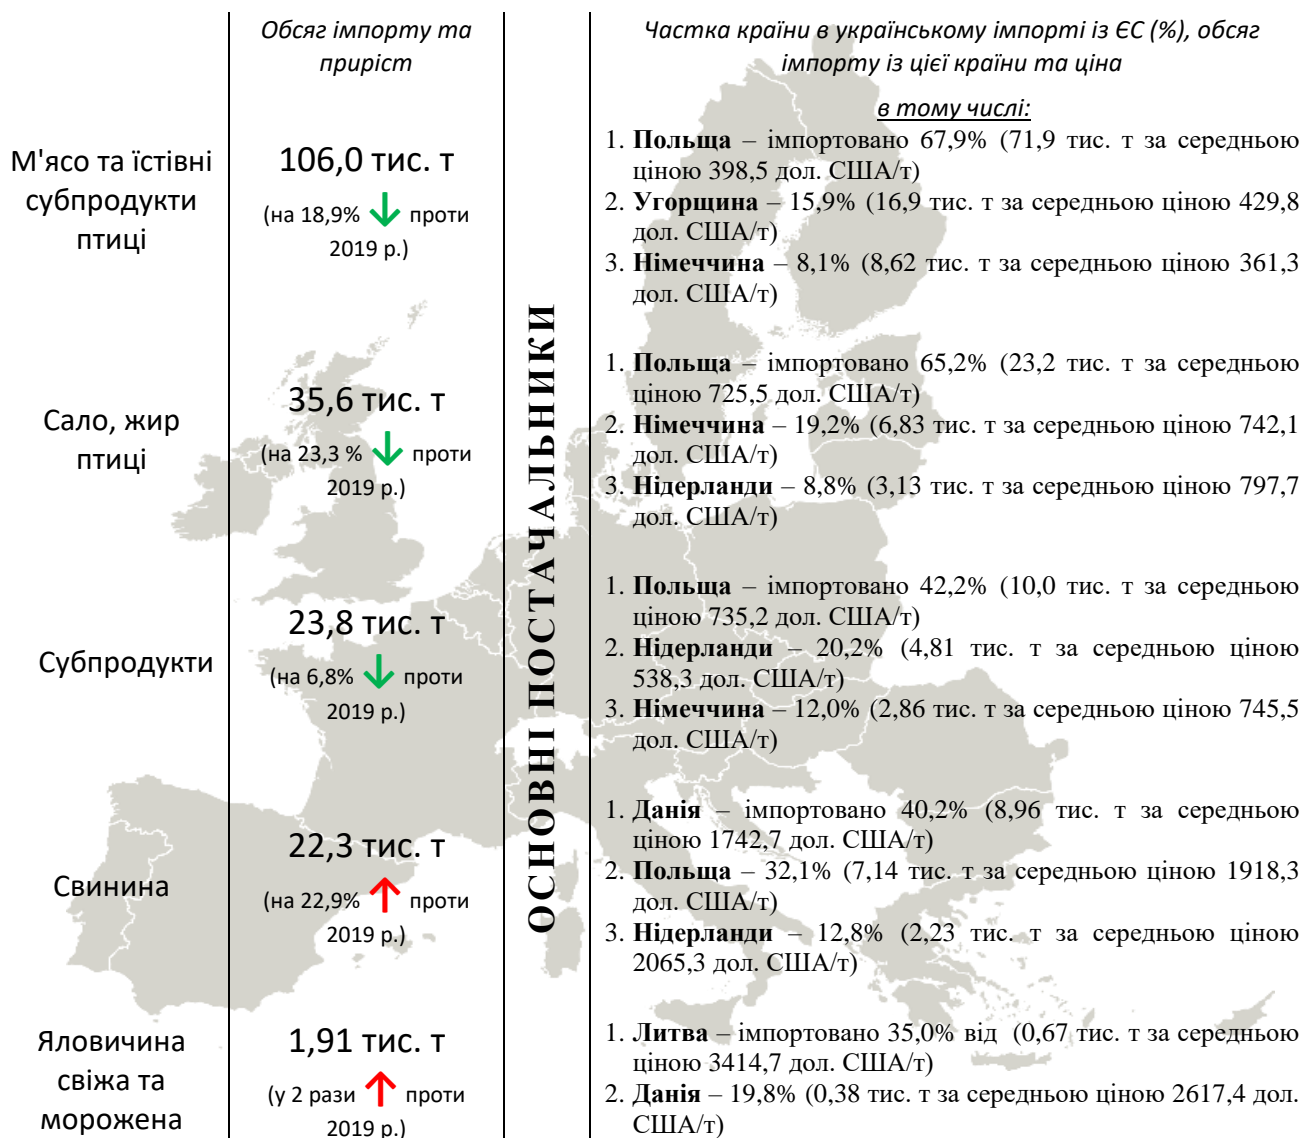 Обсяг імпорту та
приріст
Частка країни в українському імпорті із ЄС (%), обсяг
імпорту із цієї країни та ціна
в тому числі:
М'ясо та їстівні
субпродукти
птиці
106,0 тис. т
(на 18,9% ↓ проти
2019 р.)
ОСНОВНІ ПОСТАЧАЛЬНИКИ
1. Польща – імпортовано 67,9% (71,9 тис. т за середньою
ціною 398,5 дол. США/т)
2. Угорщина – 15,9% (16,9 тис. т за середньою ціною 429,8
дол. США/т)
3. Німеччина – 8,1% (8,62 тис. т за середньою ціною 361,3
дол. США/т)
Сало, жир
птиці
35,6 тис. т
(на 23,3 % ↓ проти
2019 р.)
1. Польща – імпортовано 65,2% (23,2 тис. т за середньою
ціною 725,5 дол. США/т)
2. Німеччина – 19,2% (6,83 тис. т за середньою ціною 742,1
дол. США/т)
3. Нідерланди – 8,8% (3,13 тис. т за середньою ціною 797,7
дол. США/т)
Субпродукти
23,8 тис. т
(на 6,8% ↓ проти
2019 р.)
1. Польща – імпортовано 42,2% (10,0 тис. т за середньою
ціною 735,2 дол. США/т)
2. Нідерланди – 20,2% (4,81 тис. т за середньою ціною
538,3 дол. США/т)
3. Німеччина – 12,0% (2,86 тис. т за середньою ціною 745,5
дол. США/т)
Свинина
22,3 тис. т
(на 22,9% ↑ проти
2019 р.)
1. Данія – імпортовано 40,2% (8,96 тис. т за середньою
ціною 1742,7 дол. США/т)
2. Польща – 32,1% (7,14 тис. т за середньою ціною 1918,3
дол. США/т)
3. Нідерланди – 12,8% (2,23 тис. т за середньою ціною
2065,3 дол. США/т)
Яловичина
свіжа та
морожена
1,91 тис. т
(у 2 рази ↑ проти
2019 р.)
1. Литва – імпортовано 35,0% від (0,67 тис. т за середньою
ціною 3414,7 дол. США/т)
2. Данія – 19,8% (0,38 тис. т за середньою ціною 2617,4 дол.
США/т)